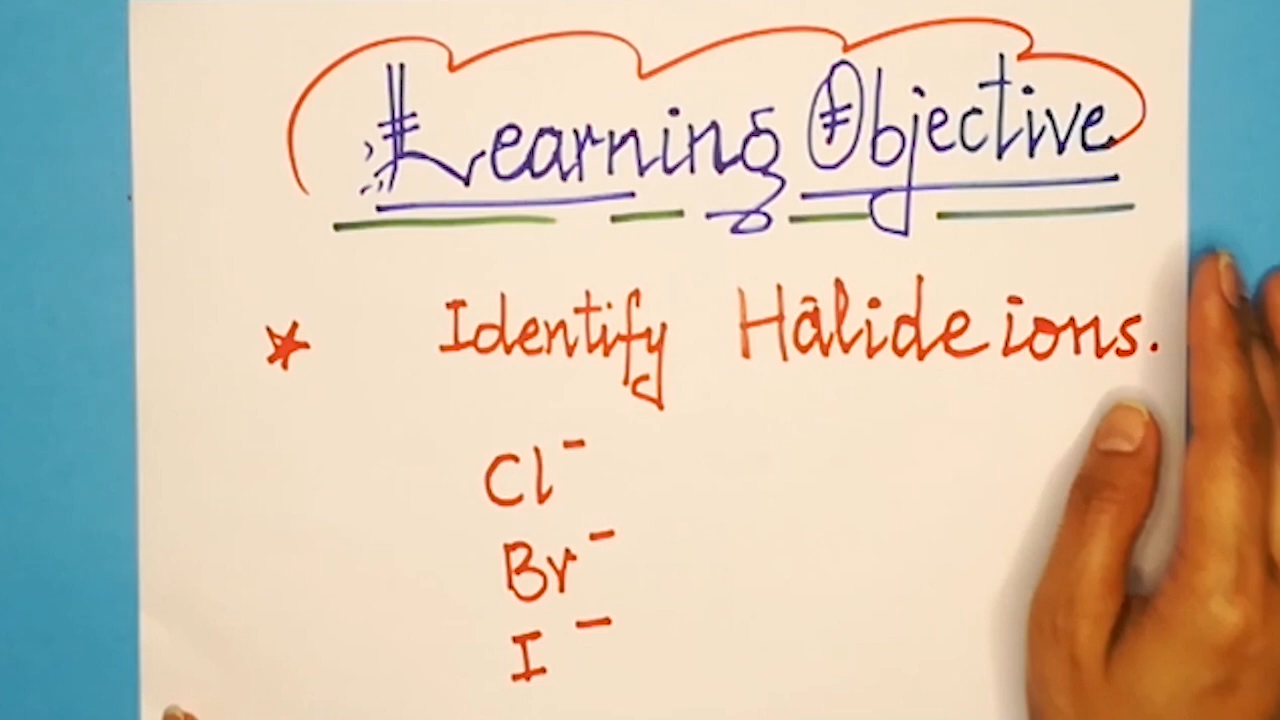 Learning Objective
* Identify Halide ions.
Cl⁻
Br⁻
I⁻